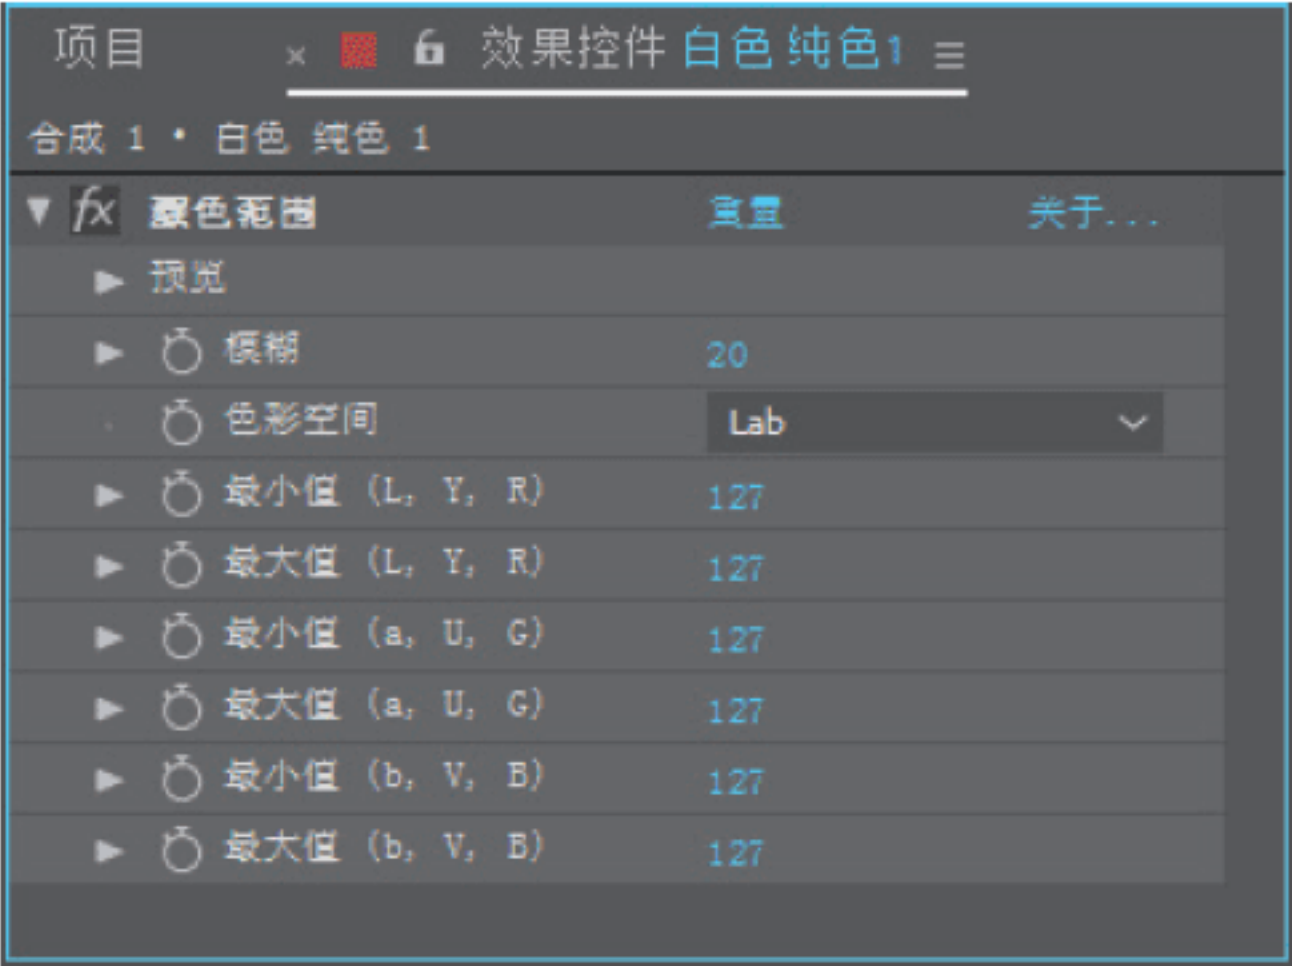 项目 × 效果控件 白色 纯色1 ≡
合成 1 • 白色 纯色 1
fx 颜色范围 重置 关于...
预览
模糊 20
色彩空间 Lab
最小值 (L, Y, R) 127
最大值 (L, Y, R) 127
最小值 (a, U, G) 127
最大值 (a, U, G) 127
最小值 (b, V, B) 127
最大值 (b, V, B) 127